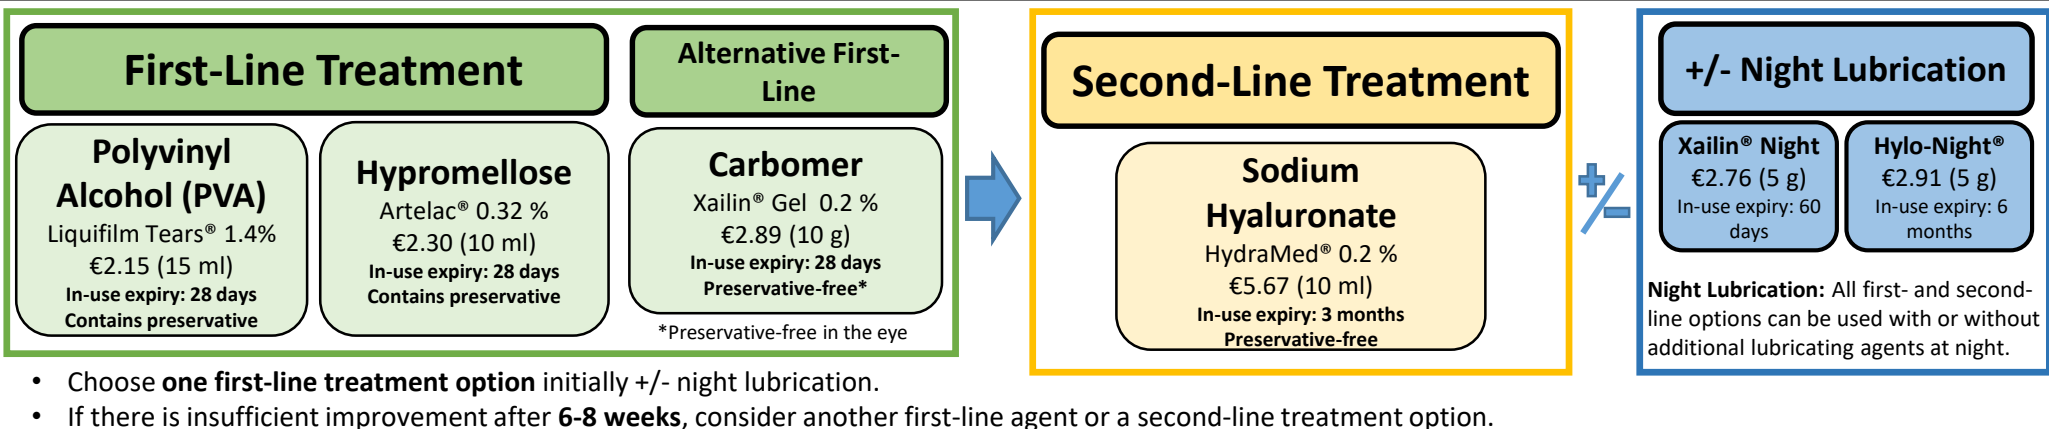 First-Line Treatment
Alternative First-
Line
Polyvinyl
Alcohol (PVA)
Liquifilm Tears® 1.4%
€2.15 (15 ml)
In-use expiry: 28 days
Contains preservative
Hypromellose
Artelac® 0.32 %
€2.30 (10 ml)
In-use expiry: 28 days
Contains preservative
Carbomer
Xailin® Gel 0.2 %
€2.89 (10 g)
In-use expiry: 28 days
Preservative-free*
*Preservative-free in the eye
Second-Line Treatment
Sodium
Hyaluronate
HydraMed® 0.2 %
€5.67 (10 ml)
In-use expiry: 3 months
Preservative-free
+/-
+/- Night Lubrication
Xailin® Night
€2.76 (5 g)
In-use expiry: 60
days
Hylo-Night®
€2.91 (5 g)
In-use expiry: 6
months
Night Lubrication: All first- and second-
line options can be used with or without
additional lubricating agents at night.
• Choose one first-line treatment option initially +/- night lubrication.
• If there is insufficient improvement after 6-8 weeks, consider another first-line agent or a second-line treatment option.